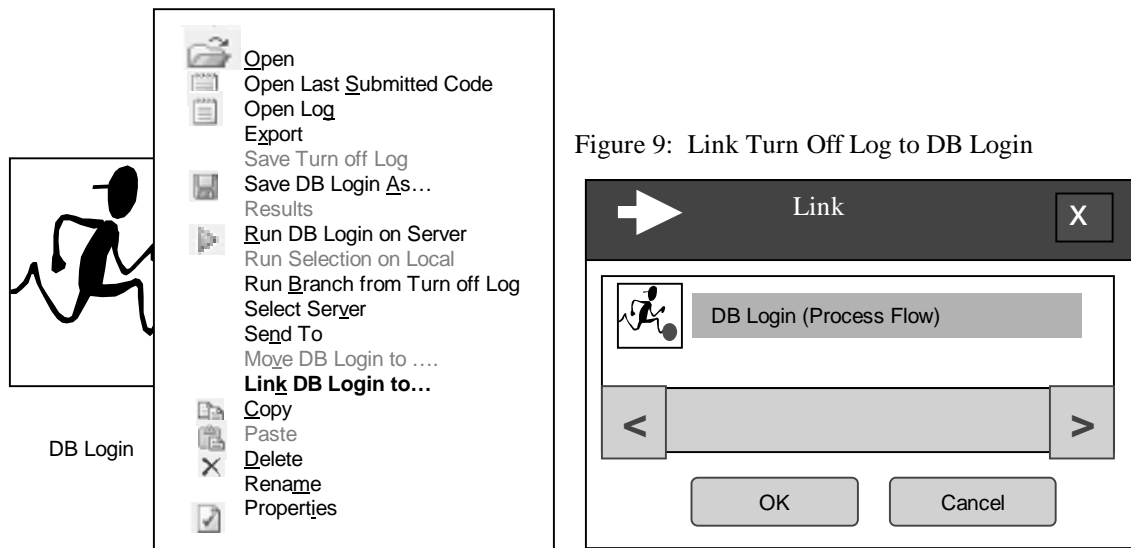 Open
Open Last Submitted Code
Open Log
Export
Save Turn off Log
Save DB Login As…
Results
Run DB Login on Server
Run Selection on Local
Run Branch from Turn off Log
Select Server
Send To
Move DB Login to ….
Link DB Login to…
Copy
Paste
Delete
Rename
Properties
DB Login
Figure 9: Link Turn Off Log to DB Login
Link
X
DB Login (Process Flow)
<
>
OK
Cancel